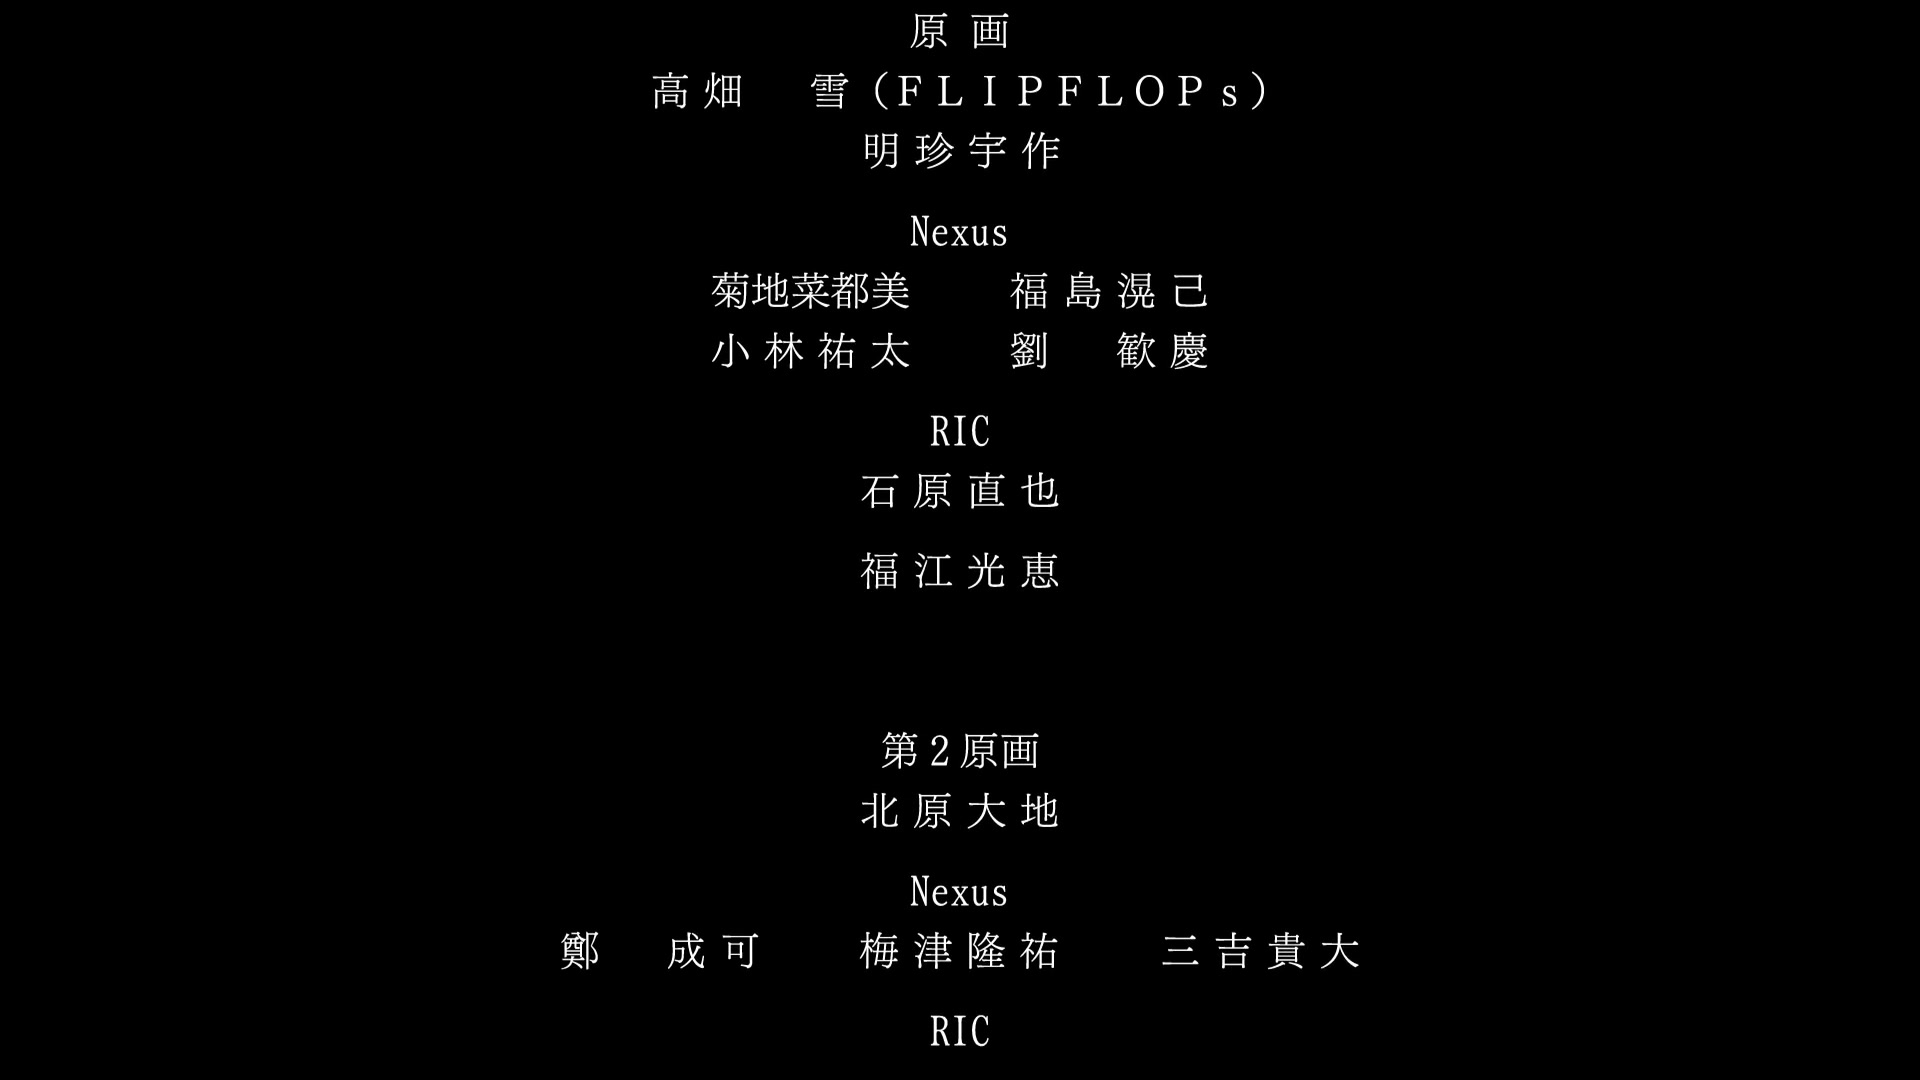 原画
高畑　雪（ＦＬＩＰＦＬＯＰｓ）
明珍宇作
Nexus
菊地菜都美　福島滉己
小林祐太　劉　歓慶
RIC
石原直也
福江光恵
第２原画
北原大地
Nexus
鄭　成可　梅津隆祐　三吉貴大
RIC